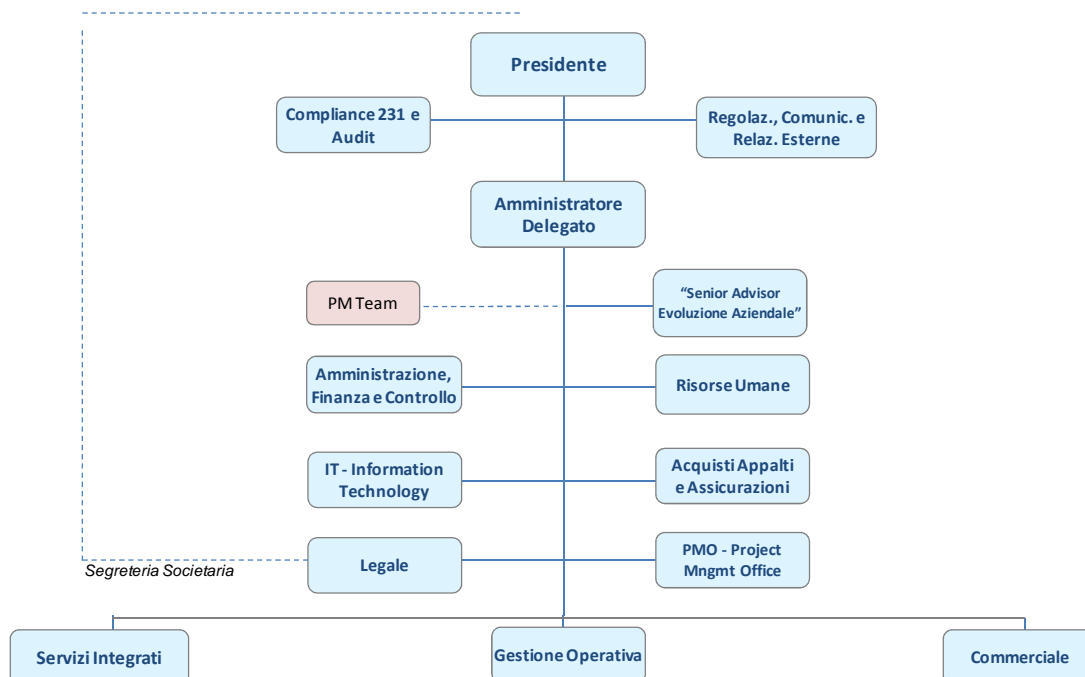 Presidente
Compliance 231 e
Audit
Regolaz., Comunic. e
Relaz. Esterne
Amministratore
Delegato
PM Team
“Senior Advisor
Evoluzione Aziendale”
Amministrazione,
Finanza e Controllo
Risorse Umane
IT - Information
Technology
Acquisti Appalti
e Assicurazioni
Segreteria Societaria
Legale
PMO - Project
Mngmt Office
Servizi Integrati
Gestione Operativa
Commerciale